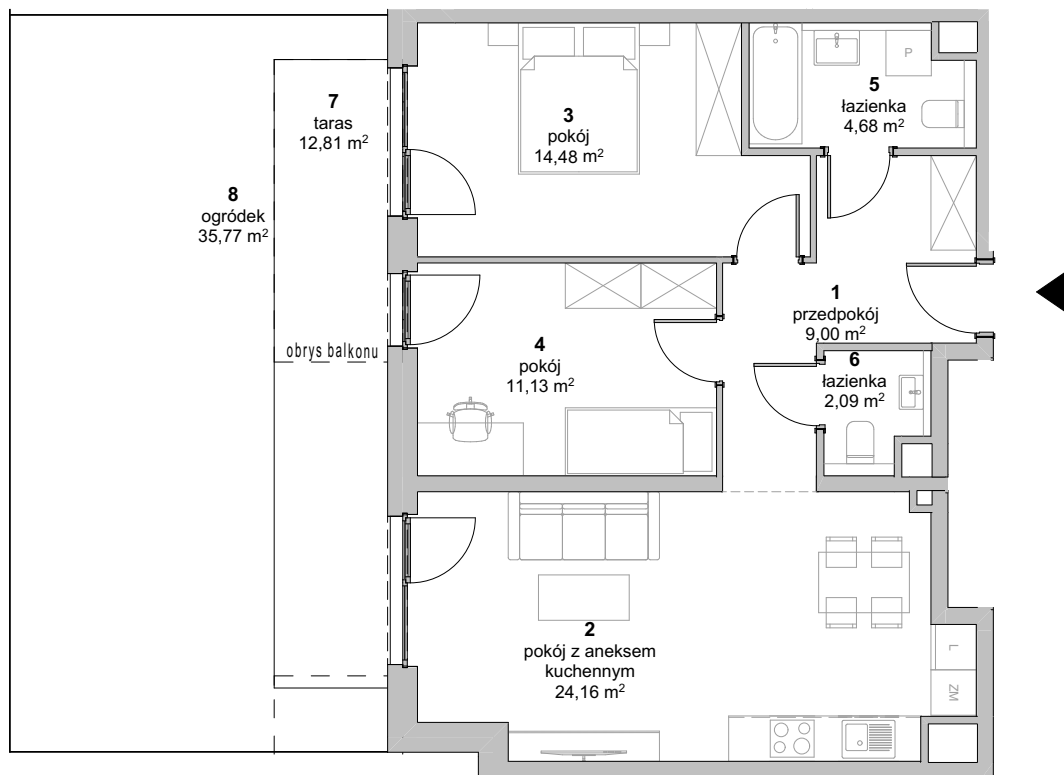 7
taras
12,81 m²
8
ogródek
35,77 m²
obrys balkonu
3
pokój
14,48 m²
5
łazienka
4,68 m²
P
1
przedpokój
9,00 m²
4
pokój
11,13 m²
6
łazienka
2,09 m²
2
pokój z aneksem
kuchennym
24,16 m²
L
ZM